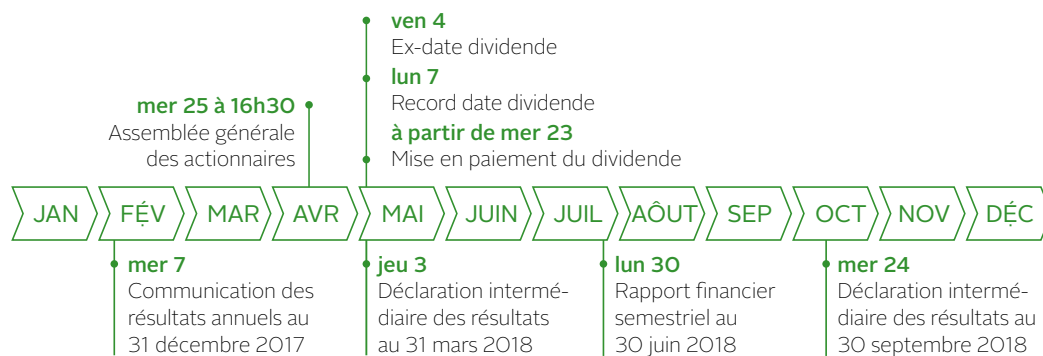 ven 4
Ex-date dividende
lun 7
Record date dividende
mer 25 à 16h30
Assemblée générale
des actionnaires
à partir de mer 23
Mise en paiement du dividende
JAN
FÉV
MAR
AVR
MAI
JUIN
JUIL
AÔUT
SEP
OCT
NOV
DÉC
mer 7
Communication des
résultats annuels au
31 décembre 2017
jeu 3
Déclaration intermé-
diaire des résultats
au 31 mars 2018
lun 30
Rapport financier
semestriel au
30 juin 2018
mer 24
Déclaration intermé-
diaire des résultats au
30 septembre 2018